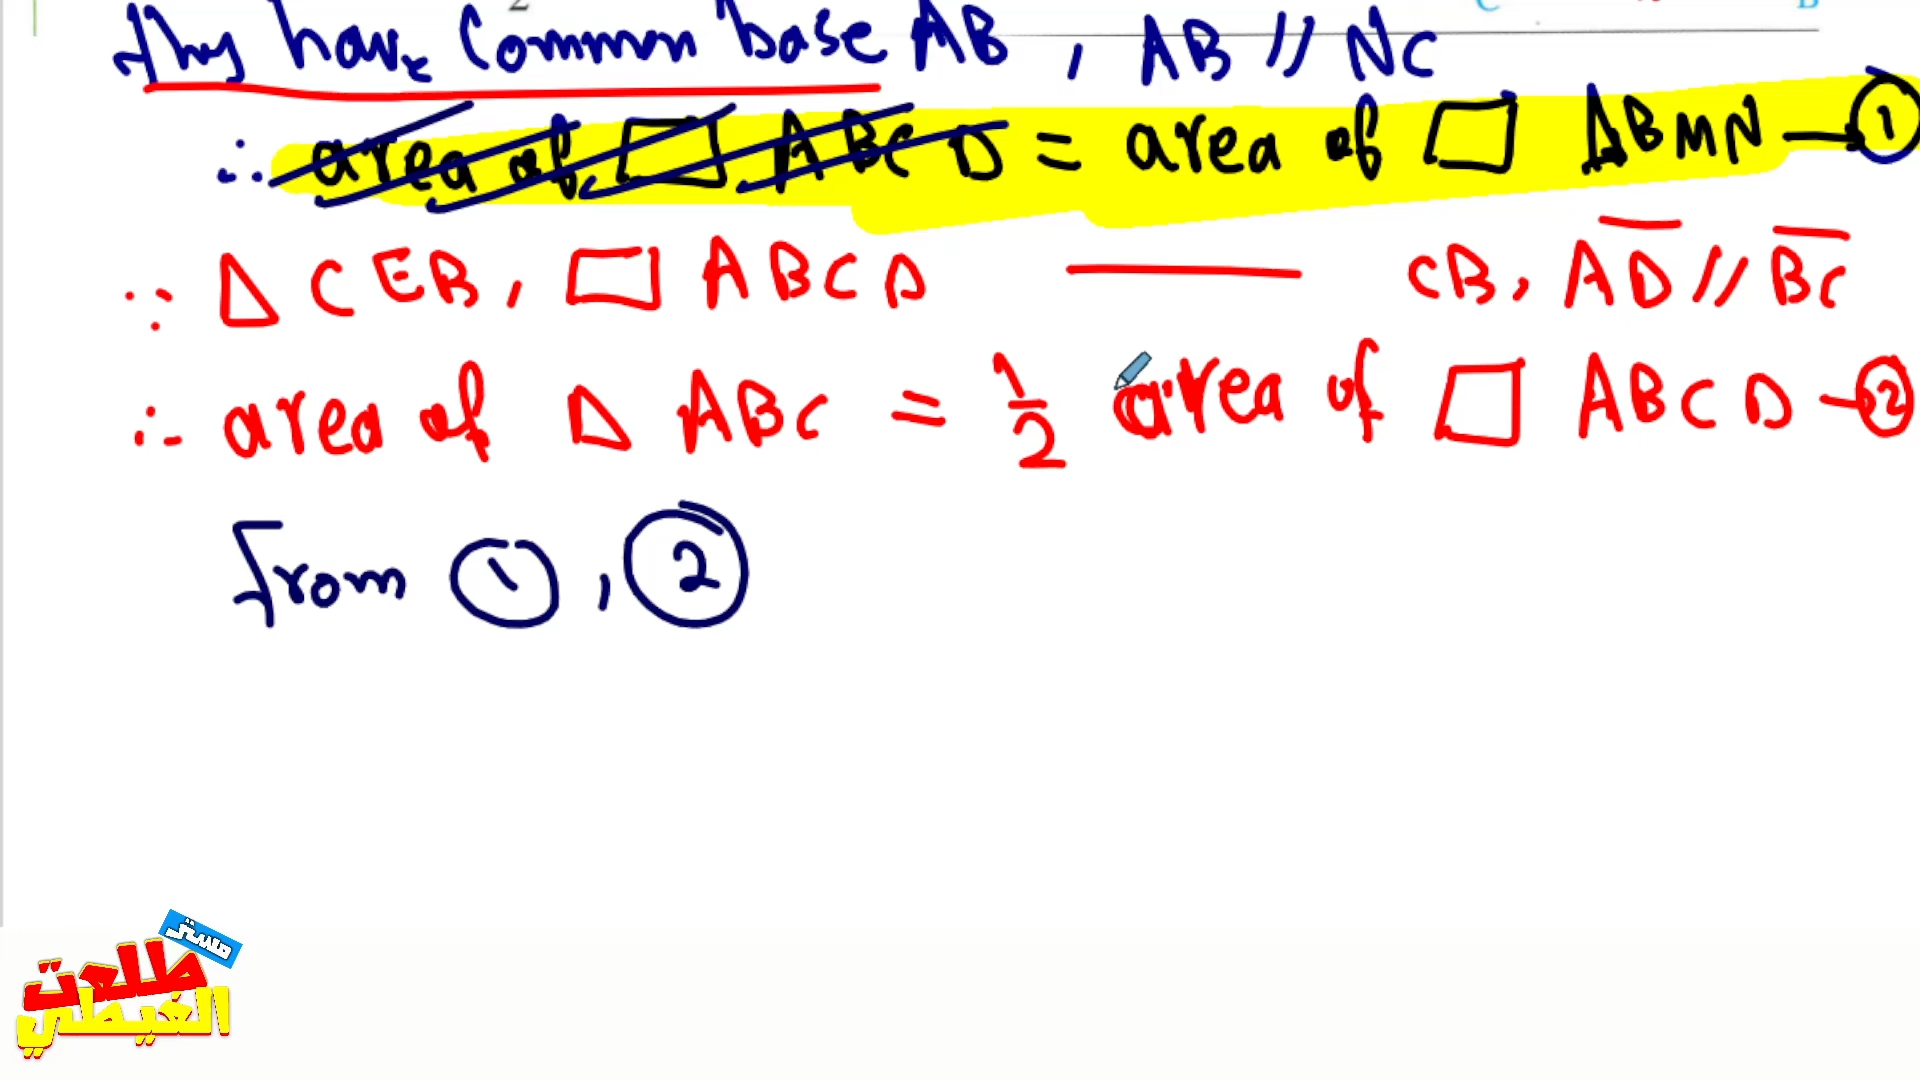 they have common base AB , AB // NC
∴ area of ▱ ABCD = area of ▱ ABMN — ①
∵ Δ CEB , ▱ ABCD —— CB , AD // BC
∴ area of Δ ABC = 1/2 area of ▱ ABCD — ②
from ① , ②
مستر
طلعت
الغيطي